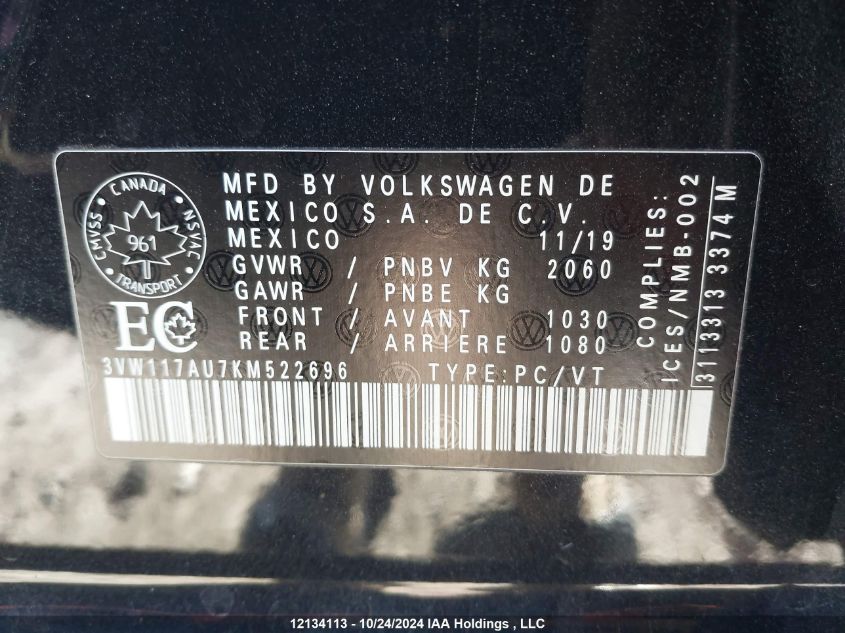 CANADA
CMVSS
NSVAC
961
TRANSPORT
EC
MFD BY VOLKSWAGEN DE
MEXICO S.A. DE C.V.
MEXICO 11/19
GVWR / PNBV KG 2060
GAWR / PNBE KG
FRONT / AVANT 1030
REAR / ARRIERE 1080
3VW117AU7KM522696 TYPE:PC/VT
COMPLIES:
ICES/NMB-002
3113313 3374 M
12134113 - 10/24/2024 IAA Holdings , LLC